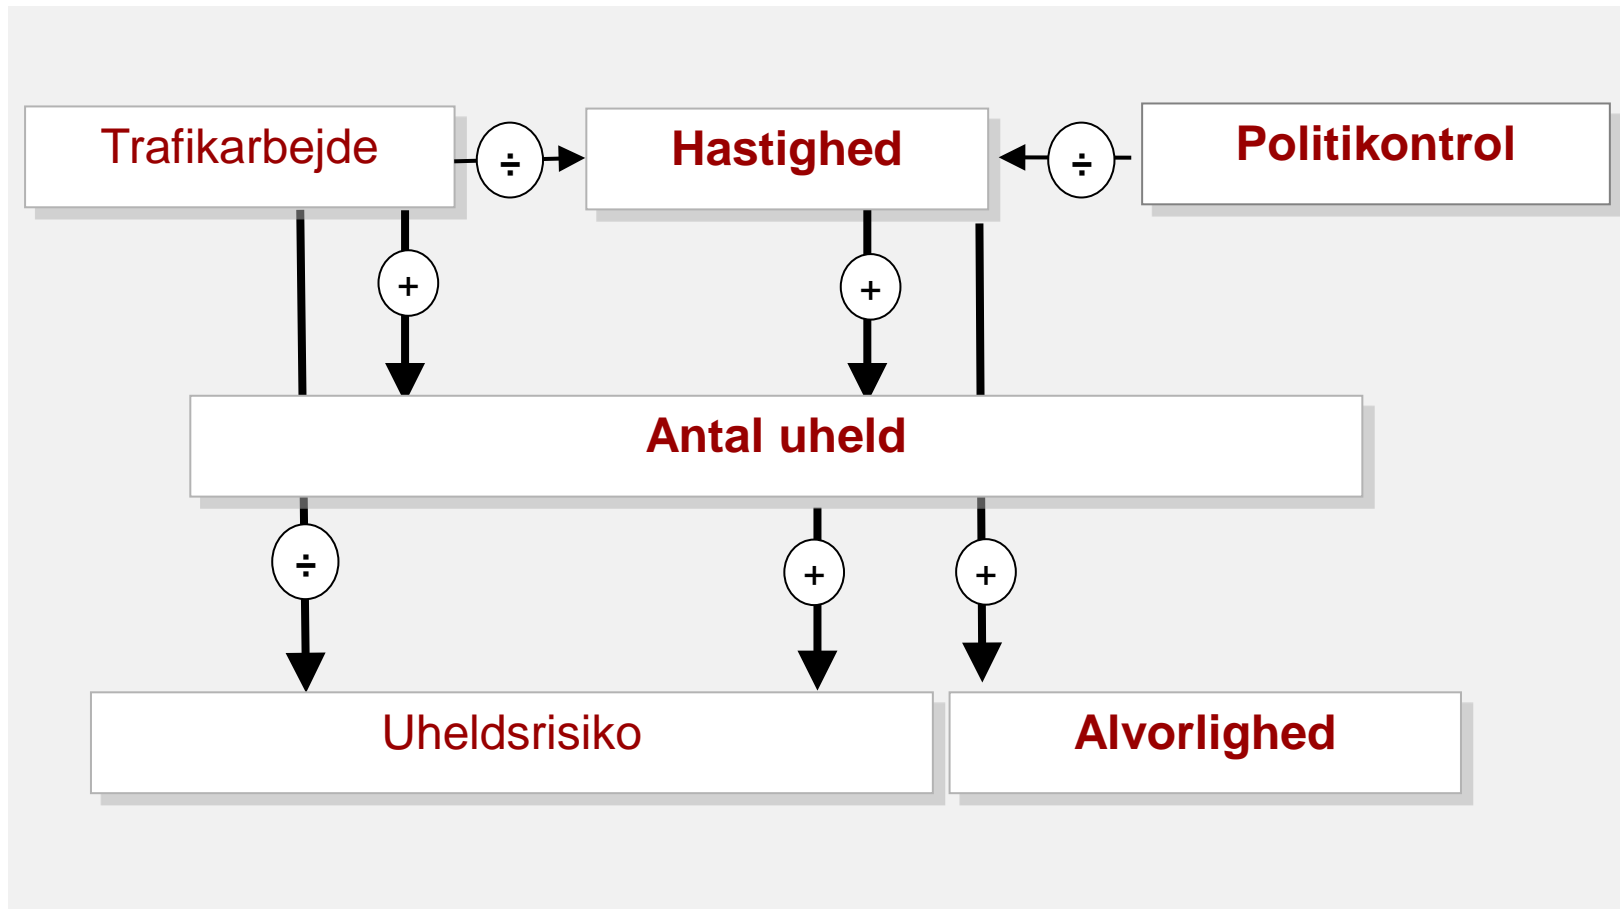 Trafikarbejde
÷
Hastighed
÷
Politikontrol
+
+
Antal uheld
÷
+
+
Uheldsrisiko
Alvorlighed